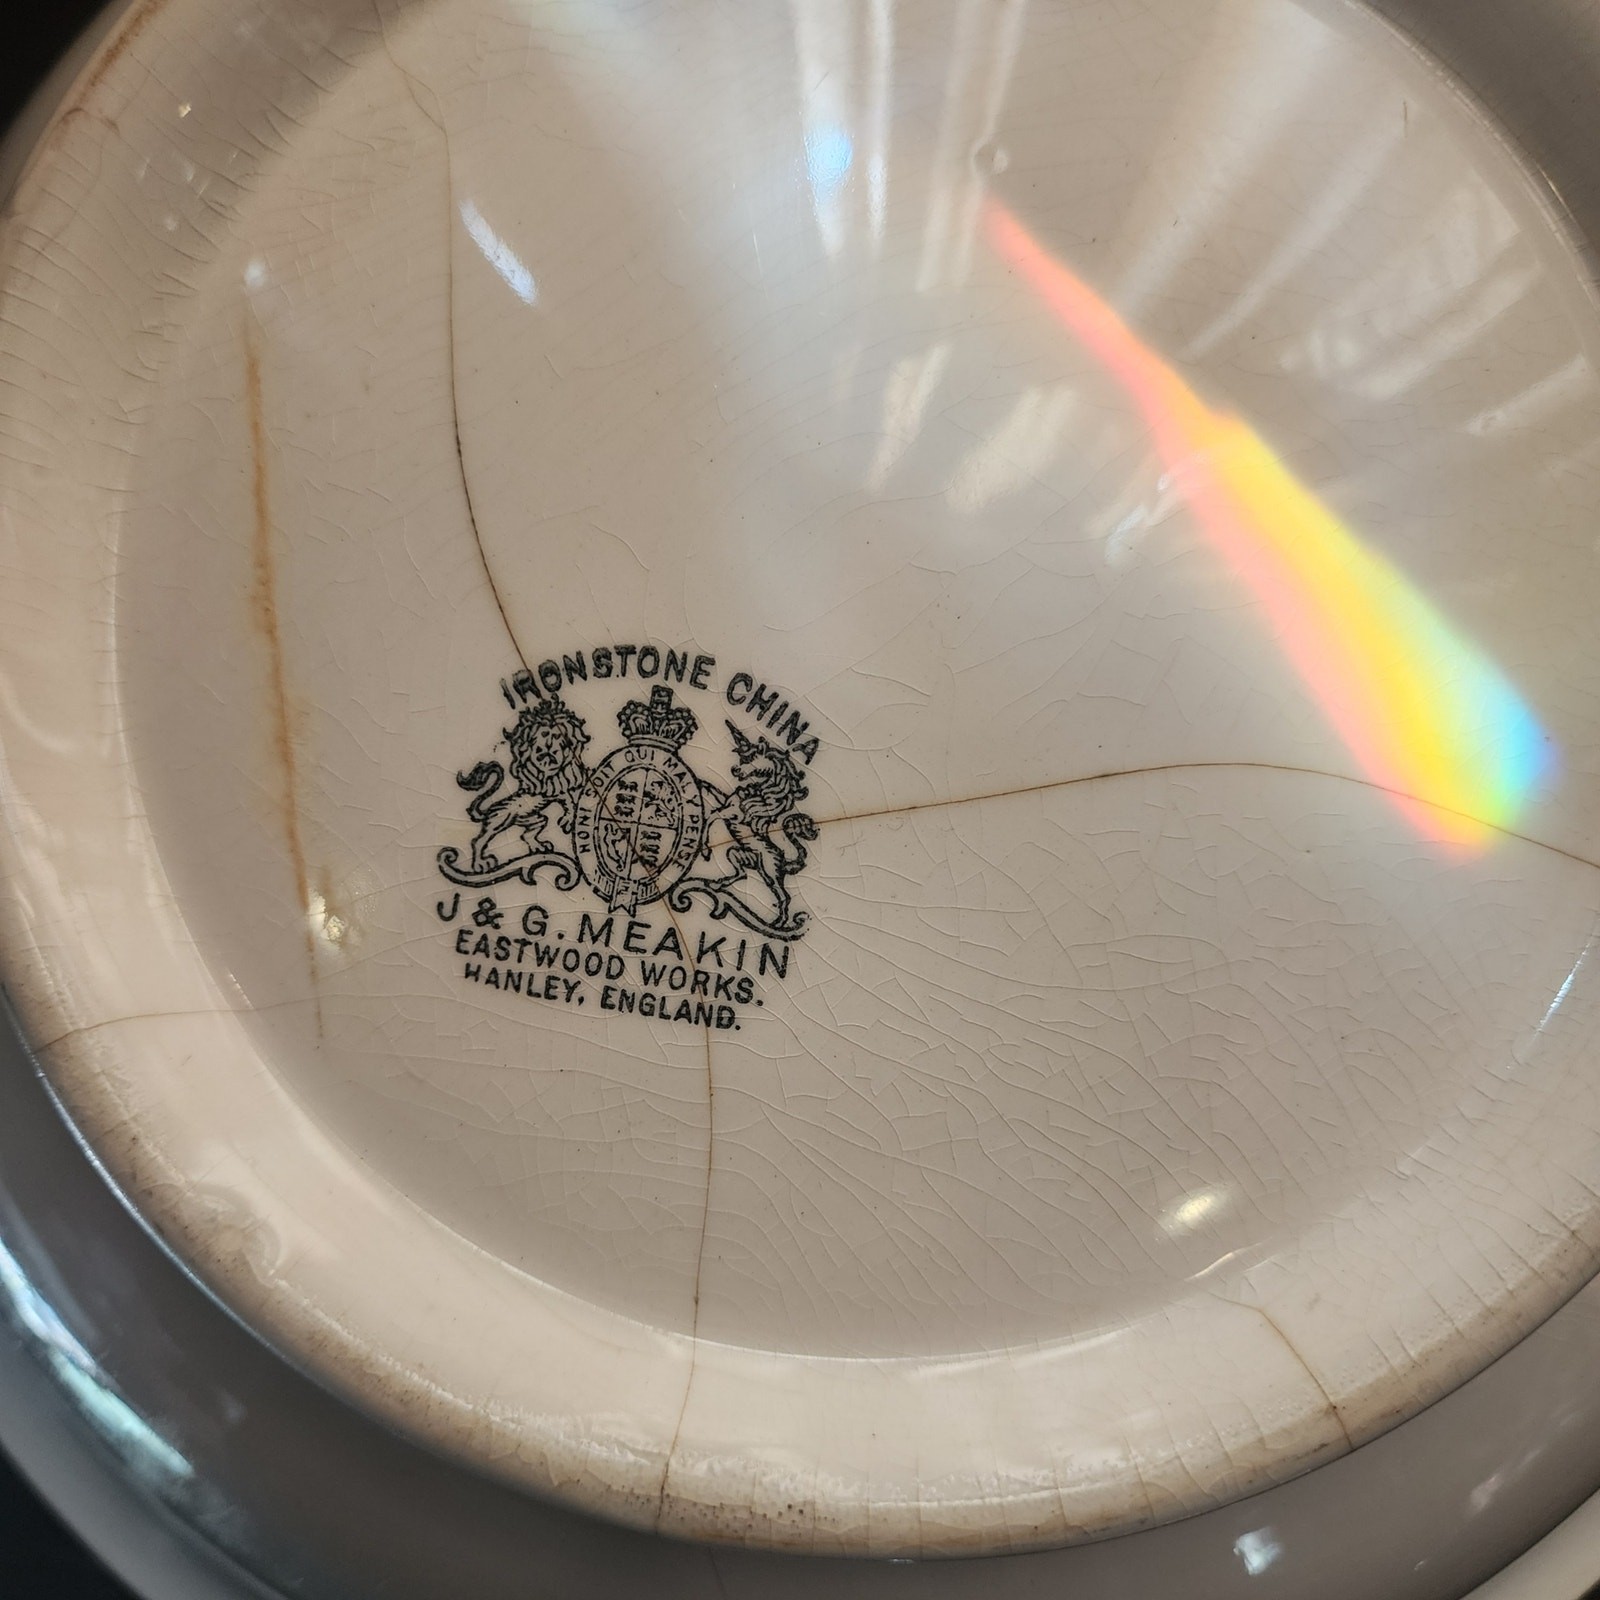 IRONSTONE CHINA
HONI SOIT QUI MAL Y PENSE
J & G. MEAKIN
EASTWOOD WORKS.
HANLEY, ENGLAND.